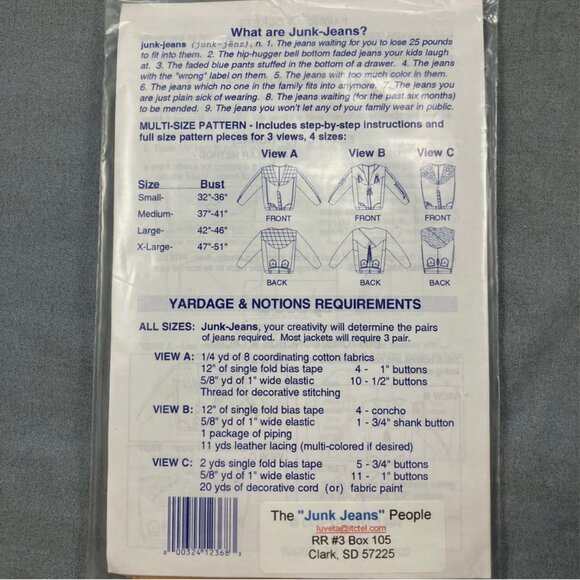 What are Junk-Jeans?
junk-jeans (junk-jēnz), n. 1. The jeans waiting for you to lose 25 pounds
to fit into them. 2. The hip-hugger bell bottom faded jeans your kids laugh
at. 3. The faded blue pants stuffed in the bottom of a drawer. 4. The jeans
with the "wrong" label on them. 5. The jeans with too much color in them.
6. The jeans which no one in the family fits into anymore. 7. The jeans you
are just plain sick of wearing. 8. The jeans waiting (for the past six months)
to be mended. 9. The jeans you won't let any of your family wear in public.
MULTI-SIZE PATTERN - Includes step-by-step instructions and
full size pattern pieces for 3 views, 4 sizes:
View A View B View C
Size Bust
Small- 32"-36"
Medium- 37"-41"
Large- 42"-46"
X-Large- 47"-51"
FRONT FRONT FRONT
BACK BACK BACK
YARDAGE & NOTIONS REQUIREMENTS
ALL SIZES: Junk-Jeans, your creativity will determine the pairs
of jeans required. Most jackets will require 3 pair.
VIEW A: 1/4 yd of 8 coordinating cotton fabrics
12" of single fold bias tape 4 - 1" buttons
5/8 yd of 1" wide elastic 10 - 1/2" buttons
Thread for decorative stitching
VIEW B: 12" of single fold bias tape 4 - concho
5/8 yd of 1" wide elastic 1 - 3/4" shank button
1 package of piping
11 yds leather lacing (multi-colored if desired)
VIEW C: 2 yds single fold bias tape 5 - 3/4" buttons
5/8 yd of 1" wide elastic 11 - 1" buttons
20 yds of decorative cord (or) fabric paint
The "Junk Jeans" People
luveta@itctel.com
RR #3 Box 105
Clark, SD 57225
0 00324 12368 3